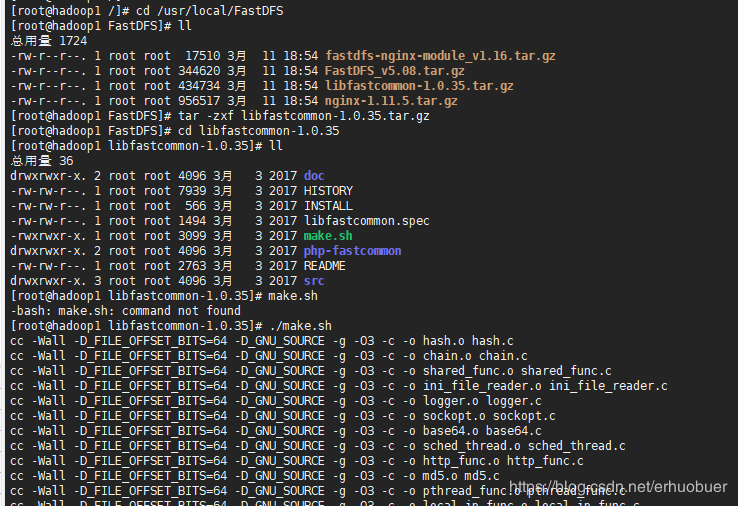 [root@hadoop1 /]# cd /usr/local/FastDFS
[root@hadoop1 FastDFS]# ll
总用量 1724
-rw-r--r--. 1 root root  17510 3月  11 18:54 fastdfs-nginx-module_v1.16.tar.gz
-rw-r--r--. 1 root root 344620 3月  11 18:54 FastDFS_v5.08.tar.gz
-rw-r--r--. 1 root root 434734 3月  11 18:54 libfastcommon-1.0.35.tar.gz
-rw-r--r--. 1 root root 956517 3月  11 18:54 nginx-1.11.5.tar.gz
[root@hadoop1 FastDFS]# tar -zxf libfastcommon-1.0.35.tar.gz
[root@hadoop1 FastDFS]# cd libfastcommon-1.0.35
[root@hadoop1 libfastcommon-1.0.35]# ll
总用量 36
drwxrwxr-x. 2 root root 4096 3月   3 2017 doc
-rw-rw-r--. 1 root root 7939 3月   3 2017 HISTORY
-rw-rw-r--. 1 root root  566 3月   3 2017 INSTALL
-rw-rw-r--. 1 root root 1494 3月   3 2017 libfastcommon.spec
-rwxrwxr-x. 1 root root 3099 3月   3 2017 make.sh
drwxrwxr-x. 2 root root 4096 3月   3 2017 php-fastcommon
-rw-rw-r--. 1 root root 2763 3月   3 2017 README
drwxrwxr-x. 3 root root 4096 3月   3 2017 src
[root@hadoop1 libfastcommon-1.0.35]# make.sh
-bash: make.sh: command not found
[root@hadoop1 libfastcommon-1.0.35]# ./make.sh
cc -Wall -D_FILE_OFFSET_BITS=64 -D_GNU_SOURCE -g -O3 -c -o hash.o hash.c
cc -Wall -D_FILE_OFFSET_BITS=64 -D_GNU_SOURCE -g -O3 -c -o chain.o chain.c
cc -Wall -D_FILE_OFFSET_BITS=64 -D_GNU_SOURCE -g -O3 -c -o shared_func.o shared_func.c
cc -Wall -D_FILE_OFFSET_BITS=64 -D_GNU_SOURCE -g -O3 -c -o ini_file_reader.o ini_file_reader.c
cc -Wall -D_FILE_OFFSET_BITS=64 -D_GNU_SOURCE -g -O3 -c -o logger.o logger.c
cc -Wall -D_FILE_OFFSET_BITS=64 -D_GNU_SOURCE -g -O3 -c -o sockopt.o sockopt.c
cc -Wall -D_FILE_OFFSET_BITS=64 -D_GNU_SOURCE -g -O3 -c -o base64.o base64.c
cc -Wall -D_FILE_OFFSET_BITS=64 -D_GNU_SOURCE -g -O3 -c -o sched_thread.o sched_thread.c
cc -Wall -D_FILE_OFFSET_BITS=64 -D_GNU_SOURCE -g -O3 -c -o http_func.o http_func.c
cc -Wall -D_FILE_OFFSET_BITS=64 -D_GNU_SOURCE -g -O3 -c -o md5.o md5.c
cc -Wall -D_FILE_OFFSET_BITS=64 -D_GNU_SOURCE -g -O3 -c -o pthread_func.o pthread_func.c
cc -Wall -D_FILE_OFFSET_BITS=64 -D_GNU_SOURCE -g -O3 -c -o local_ip_func.o local_ip_func.c
https://blog.csdn.net/erhuobuer